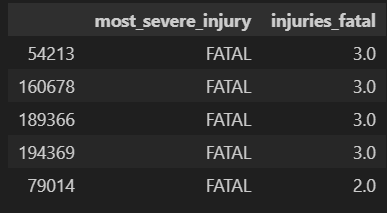 most_severe_injury injuries_fatal
54213 FATAL 3.0
160678 FATAL 3.0
189366 FATAL 3.0
194369 FATAL 3.0
79014 FATAL 2.0